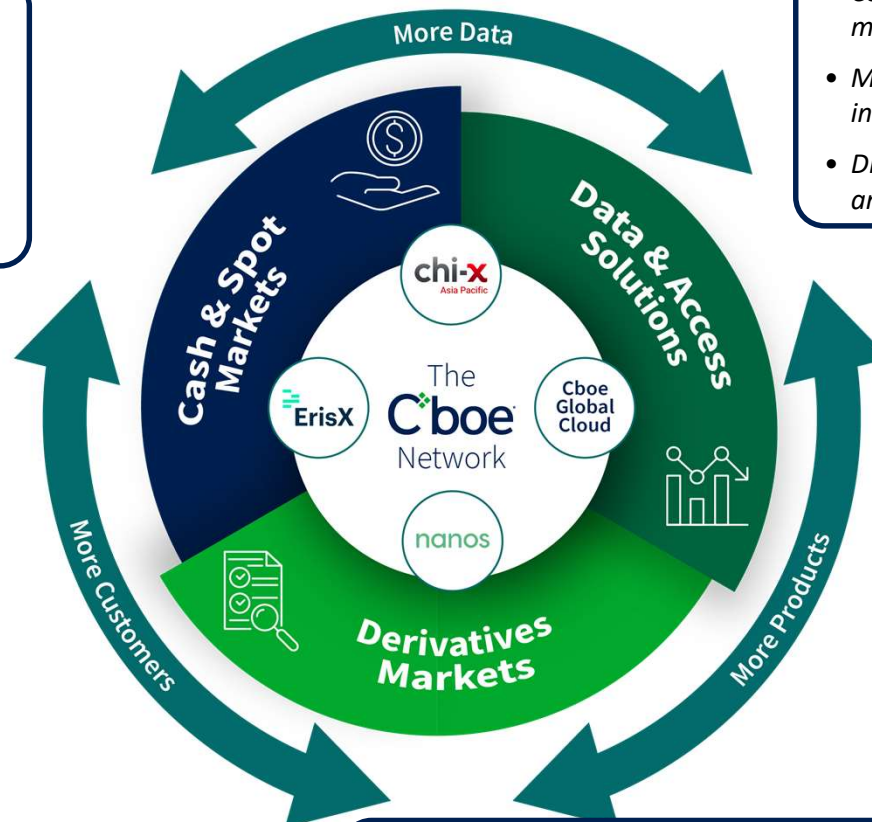 More Data
Cash & Spot
Markets
Data & Access
Solutions
chi-x
Asia Pacific
ErisX
The
Cboe
Network
Cboe
Global
Cloud
nanos
Derivatives
Markets
More Customers
More Products
•
•